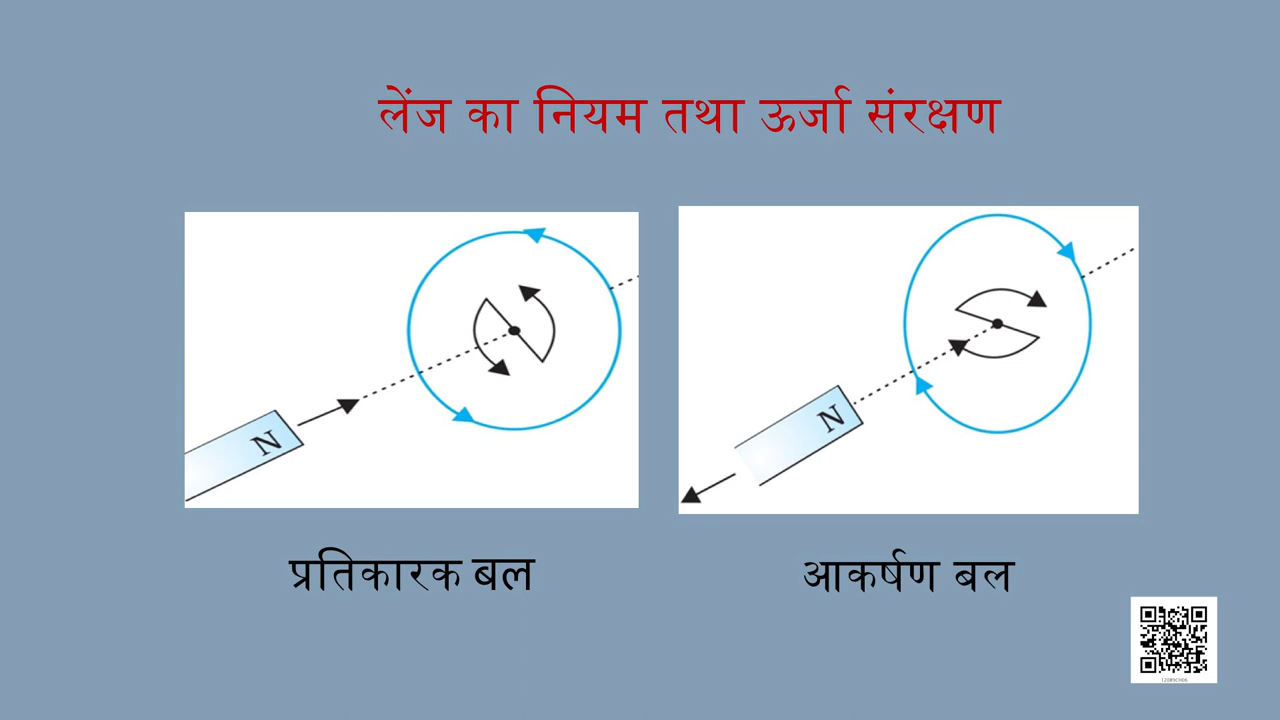 लेंज का नियम तथा ऊर्जा संरक्षण
N
N
प्रतिकारक बल
आकर्षण बल